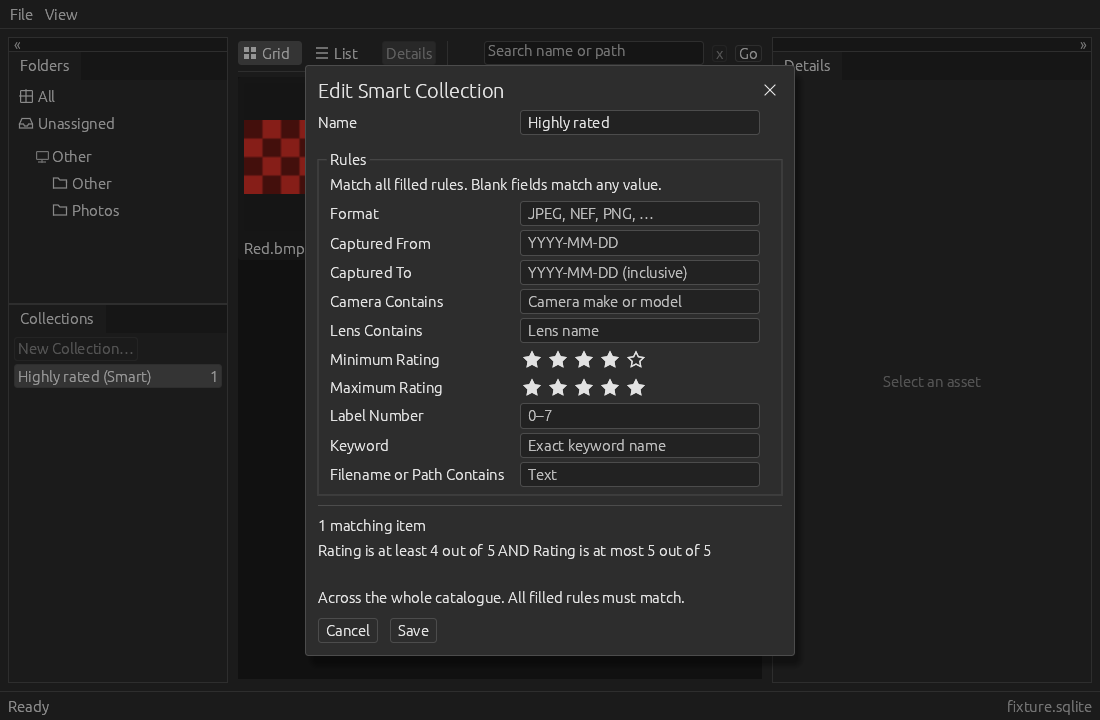 File View
«
Folders
All
Unassigned
Other
Other
Photos
Collections
New Collection...
Highly rated (Smart) 1
Grid List Details Search name or path x Go
Red.bmp
»
Details
Select an asset
Edit Smart Collection
Name Highly rated
Rules
Match all filled rules. Blank fields match any value.
Format JPEG, NEF, PNG, ...
Captured From YYYY-MM-DD
Captured To YYYY-MM-DD (inclusive)
Camera Contains Camera make or model
Lens Contains Lens name
Minimum Rating
Maximum Rating
Label Number 0–7
Keyword Exact keyword name
Filename or Path Contains Text
1 matching item
Rating is at least 4 out of 5 AND Rating is at most 5 out of 5
Across the whole catalogue. All filled rules must match.
Cancel Save
Ready fixture.sqlite